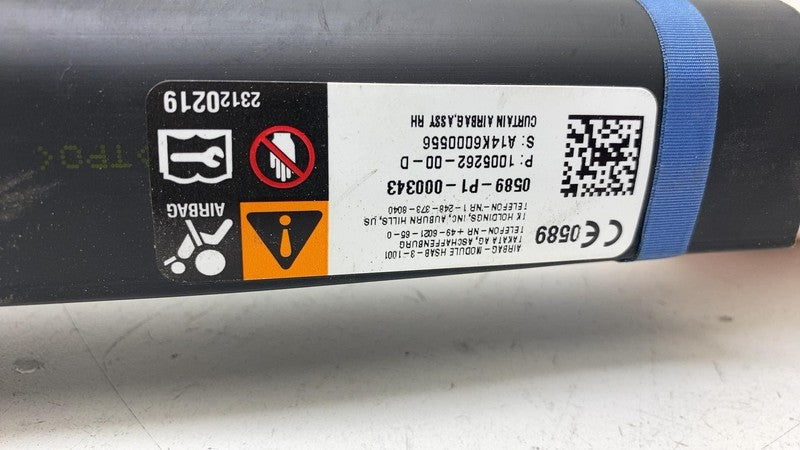 CE 0589
AIRBAG-MODULE HSAB-3-1001
TAKATA AG, ASCHAFFENBURG
TELEFON-NR +49-6021-65-0
TK HOLDINGS, INC, AUBURN HILLS, US
TELEFON-NR 1-248-373-8040
0589-P1-000343
P: 1005262-00-D
S: A14K6000556
CURTAIN AIRBAG,ASSY RH
AIRBAG
23120219